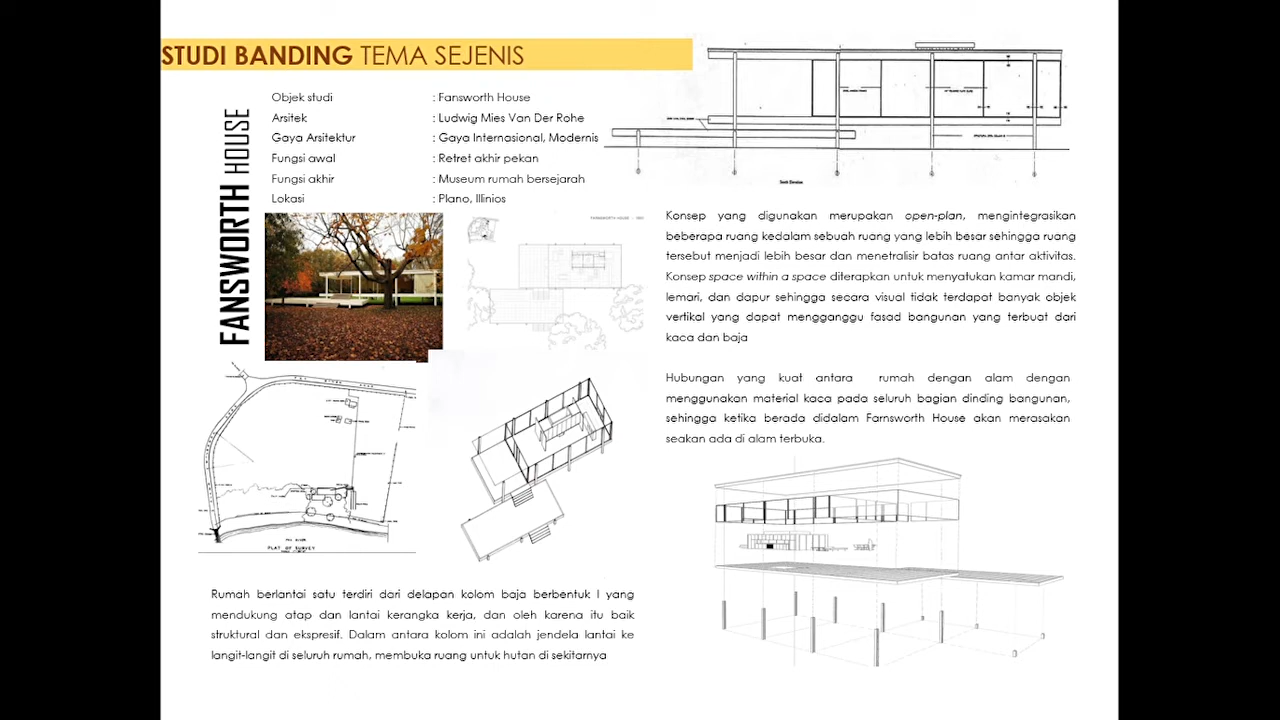 STUDI BANDING TEMA SEJENIS
FANSWORTH HOUSE
Objek studi : Fansworth House
Arsitek : Ludwig Mies Van Der Rohe
Gaya Arsitektur : Gaya Internasional, Modernis
Fungsi awal : Retret akhir pekan
Fungsi akhir : Museum rumah bersejarah
Lokasi : Plano, Illinios
South Elevation
Konsep yang digunakan merupakan open-plan, mengintegrasikan
beberapa ruang kedalam sebuah ruang yang lebih besar sehingga ruang
tersebut menjadi lebih besar dan menetralisir batas ruang antar aktivitas.
Konsep space within a space diterapkan untuk menyatukan kamar mandi,
lemari, dan dapur sehingga secara visual tidak terdapat banyak objek
vertikal yang dapat mengganggu fasad bangunan yang terbuat dari
kaca dan baja
Hubungan yang kuat antara rumah dengan alam dengan
menggunakan material kaca pada seluruh bagian dinding bangunan,
sehingga ketika berada didalam Farnsworth House akan merasakan
seakan ada di alam terbuka.
PLAT OF SURVEY
Rumah berlantai satu terdiri dari delapan kolom baja berbentuk I yang
mendukung atap dan lantai kerangka kerja, dan oleh karena itu baik
struktural dan ekspresif. Dalam antara kolom ini adalah jendela lantai ke
langit-langit di seluruh rumah, membuka ruang untuk hutan di sekitarnya